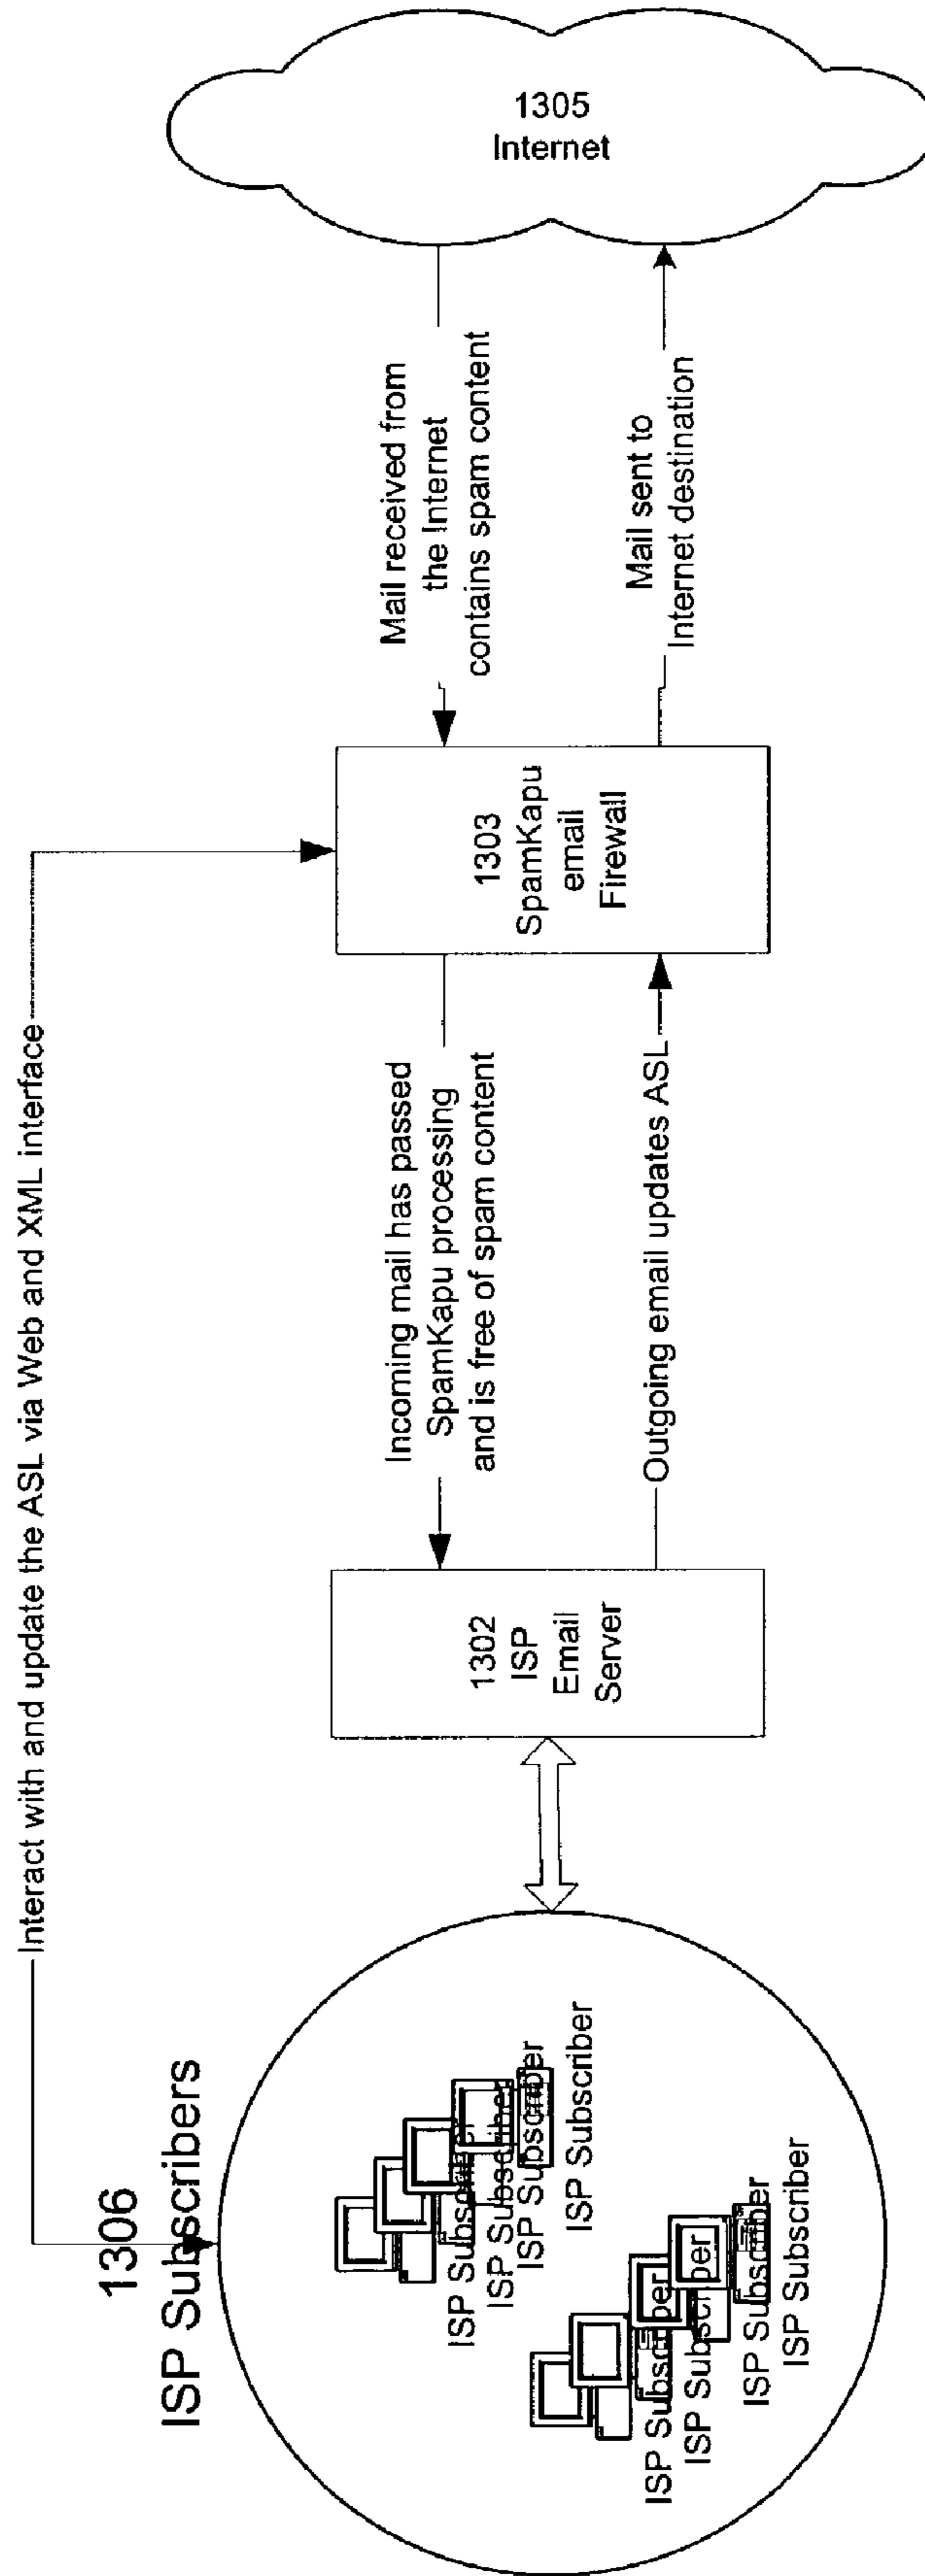 Interact with and update the ASL via Web and XML interface
1306
ISP Subscribers
ISP Subscriber
ISP Subscriber
ISP Subscriber
ISP Subscriber
ISP Subscriber
ISP Subscriber
ISP Subscriber
ISP Subscriber
1302
ISP
Email
Server
Incoming mail has passed
SpamKapu processing
and is free of spam content
Outgoing email updates ASL
1303
SpamKapu
email
Firewall
Mail received from
the Internet
contains spam content
Mail sent to
Internet destination
1305
Internet